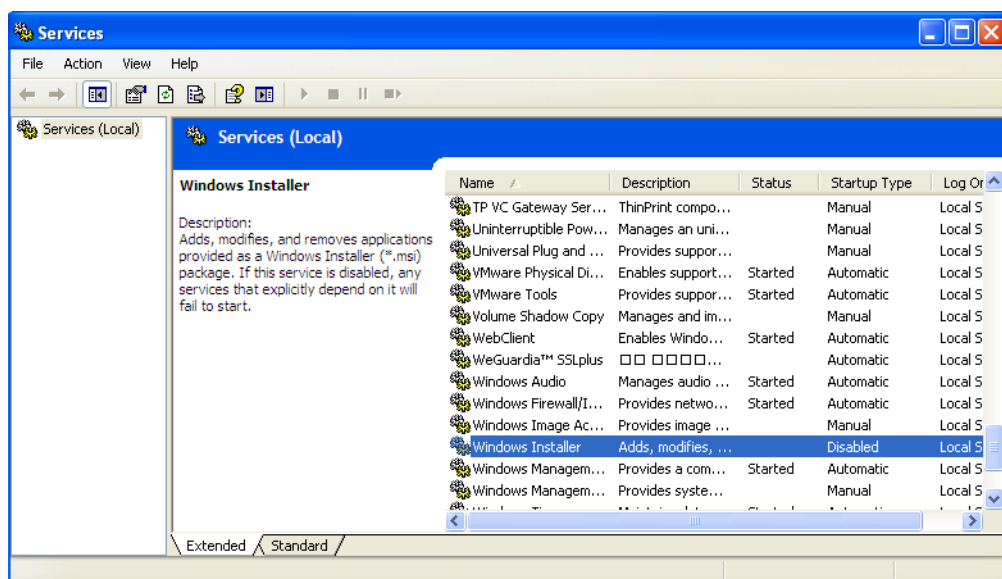 Services
File Action View Help
Services (Local)
Services (Local)
Windows Installer
Description:
Adds, modifies, and removes applications
provided as a Windows Installer (*.msi)
package. If this service is disabled, any
services that explicitly depend on it will
fail to start.
Name Description Status Startup Type Log Or
TP VC Gateway Ser... ThinPrint compo... Manual Local S
Uninterruptible Pow... Manages an uni... Manual Local S
Universal Plug and ... Provides suppor... Manual Local S
VMware Physical Di... Enables support... Started Automatic Local S
VMware Tools Provides suppor... Started Automatic Local S
Volume Shadow Copy Manages and im... Manual Local S
WebClient Enables Windo... Started Automatic Local S
WeGuardia™ SSLplus □□ □□□□... Automatic Local S
Windows Audio Manages audio ... Started Automatic Local S
Windows Firewall/I... Provides netwo... Started Automatic Local S
Windows Image Ac... Provides image ... Manual Local S
Windows Installer Adds, modifies, ... Disabled Local S
Windows Managem... Provides a com... Started Automatic Local S
Windows Managem... Provides syste... Manual Local S
Extended Standard